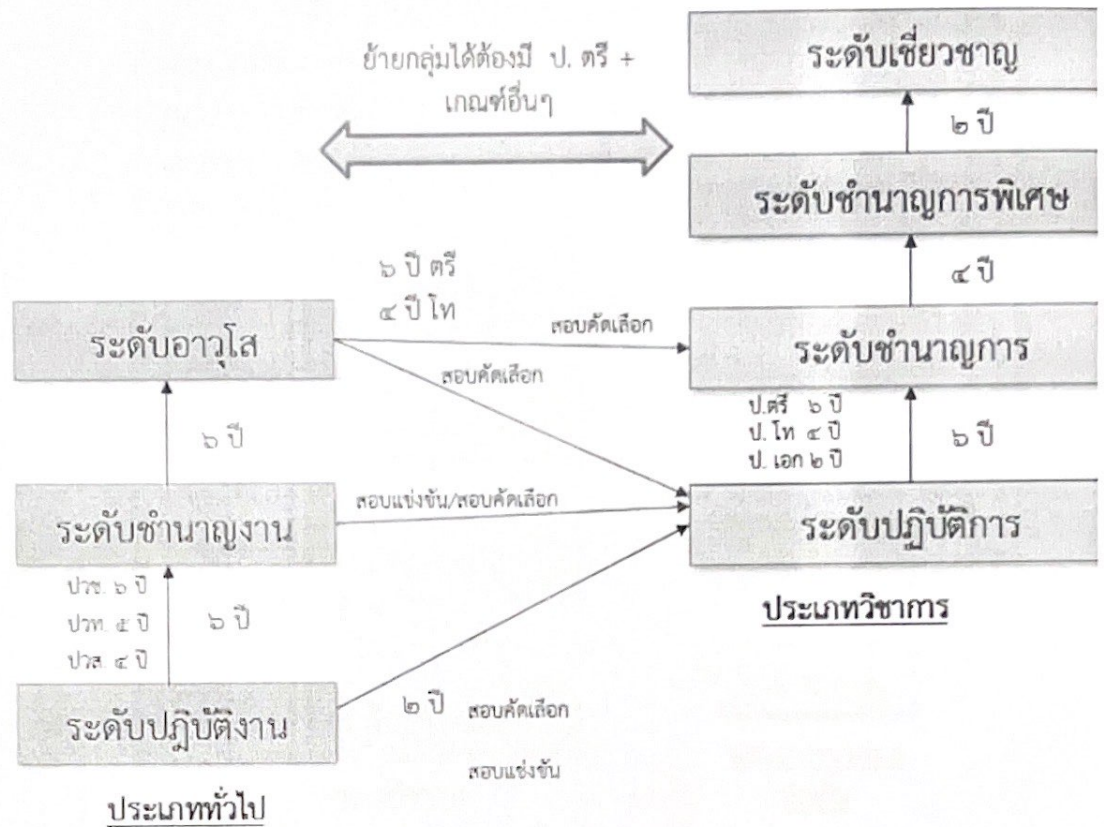 ย้ายกลุ่มได้ต้องมี ป. ตรี +
เกณฑ์อื่นๆ
ระดับเชี่ยวชาญ
๒ ปี
ระดับชำนาญการพิเศษ
๔ ปี
๖ ปี ตรี
๔ ปี โท
ระดับอาวุโส
สอบคัดเลือก
สอบคัดเลือก
ระดับชำนาญการ
ป.ตรี ๖ ปี
ป. โท ๔ ปี
ป. เอก ๒ ปี
๖ ปี
๖ ปี
ระดับชำนาญงาน
สอบแข่งขัน/สอบคัดเลือก
ระดับปฏิบัติการ
ประเภทวิชาการ
ปวช. ๖ ปี
ปวท. ๕ ปี
ปวส. ๔ ปี
๖ ปี
ระดับปฏิบัติงาน
๒ ปี สอบคัดเลือก
สอบแข่งขัน
ประเภททั่วไป